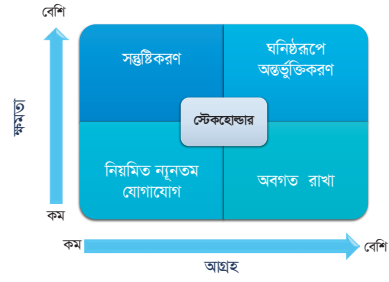 বেশি
সন্তুষ্টিকরণ
ঘনিষ্ঠরূপে
অন্তর্ভুক্তিকরণ
ক্ষমতা
স্টেকহোল্ডার
নিয়মিত ন্যূনতম
যোগাযোগ
অবগত রাখা
কম
কম
বেশি
আগ্রহ